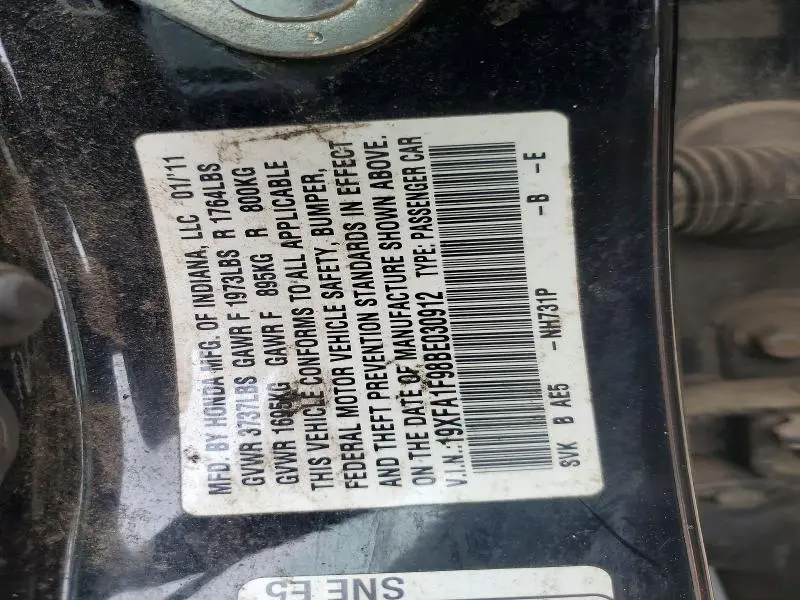 MFD BY HONDA MFG. OF INDIANA, LLC 01/'11
GVWR 3737LBS GAWR F 1973LBS R 1764LBS
GVWR 1695KG GAWR F 895KG R 800KG
THIS VEHICLE CONFORMS TO ALL APPLICABLE
FEDERAL MOTOR VEHICLE SAFETY, BUMPER,
AND THEFT PREVENTION STANDARDS IN EFFECT
ON THE DATE OF MANUFACTURE SHOWN ABOVE.
V.I.N.:19XFA1F98BE030912 TYPE: PASSENGER CAR
SVK B AE5 -NH731P -B -E
SNE E5